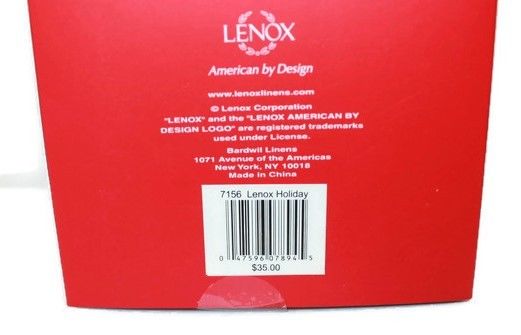 LENOX
American by Design
www.lenoxlinens.com
© Lenox Corporation
"LENOX" and the "LENOX AMERICAN BY
DESIGN LOGO" are registered trademarks
used under License.
Bardwil Linens
1071 Avenue of the Americas
New York, NY 10018
Made in China
7156 Lenox Holiday
0 47596 07894 5
$35.00